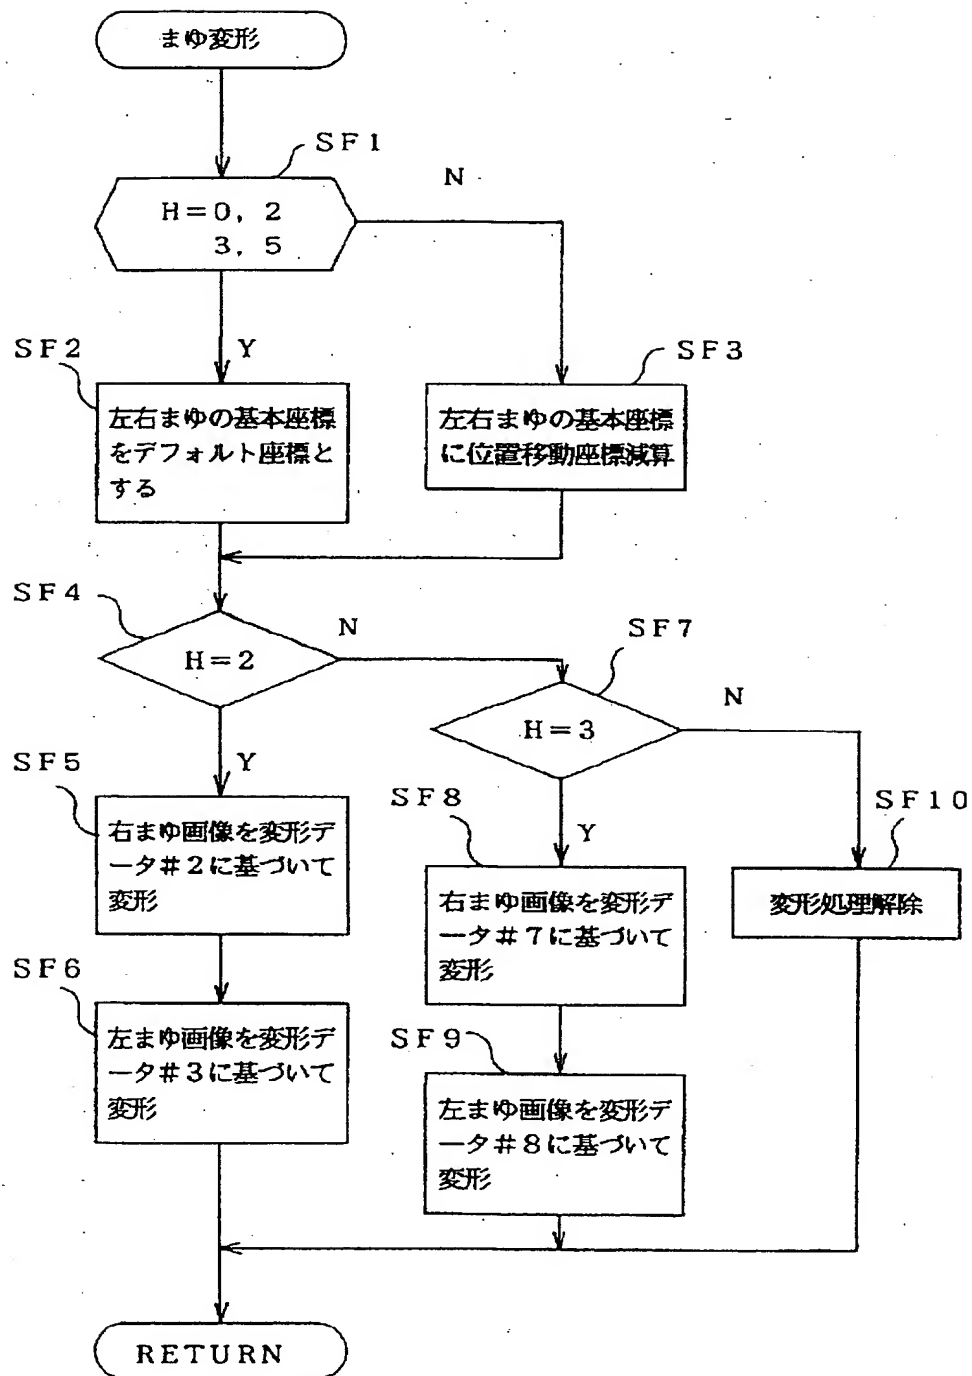 まゆ変形
SF1
N
H=0, 2
3, 5
SF2
Y
SF3
左右まゆの基本座標
をデフォルト座標と
する
左右まゆの基本座標
に位置移動座標減算
SF4
N
SF7
H=2
N
H=3
SF5
Y
SF8
Y
SF10
右まゆ画像を変形デ
ータ#2に基づいて
変形
右まゆ画像を変形デ
ータ#7に基づいて
変形
変形処理解除
SF6
左まゆ画像を変形デ
ータ#3に基づいて
変形
SF9
左まゆ画像を変形デ
ータ#8に基づいて
変形
RETURN